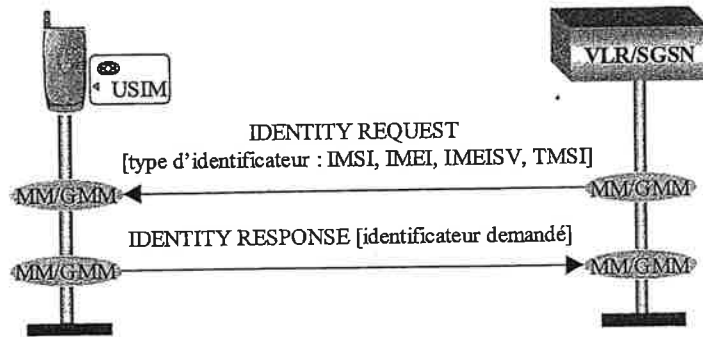 VLR/SGSN
USIM
IDENTITY REQUEST
[type d'identificateur : IMSI, IMEI, IMEISV, TMSI]
MM/GMM
MM/GMM
IDENTITY RESPONSE [identificateur demandé]
MM/GMM
MM/GMM